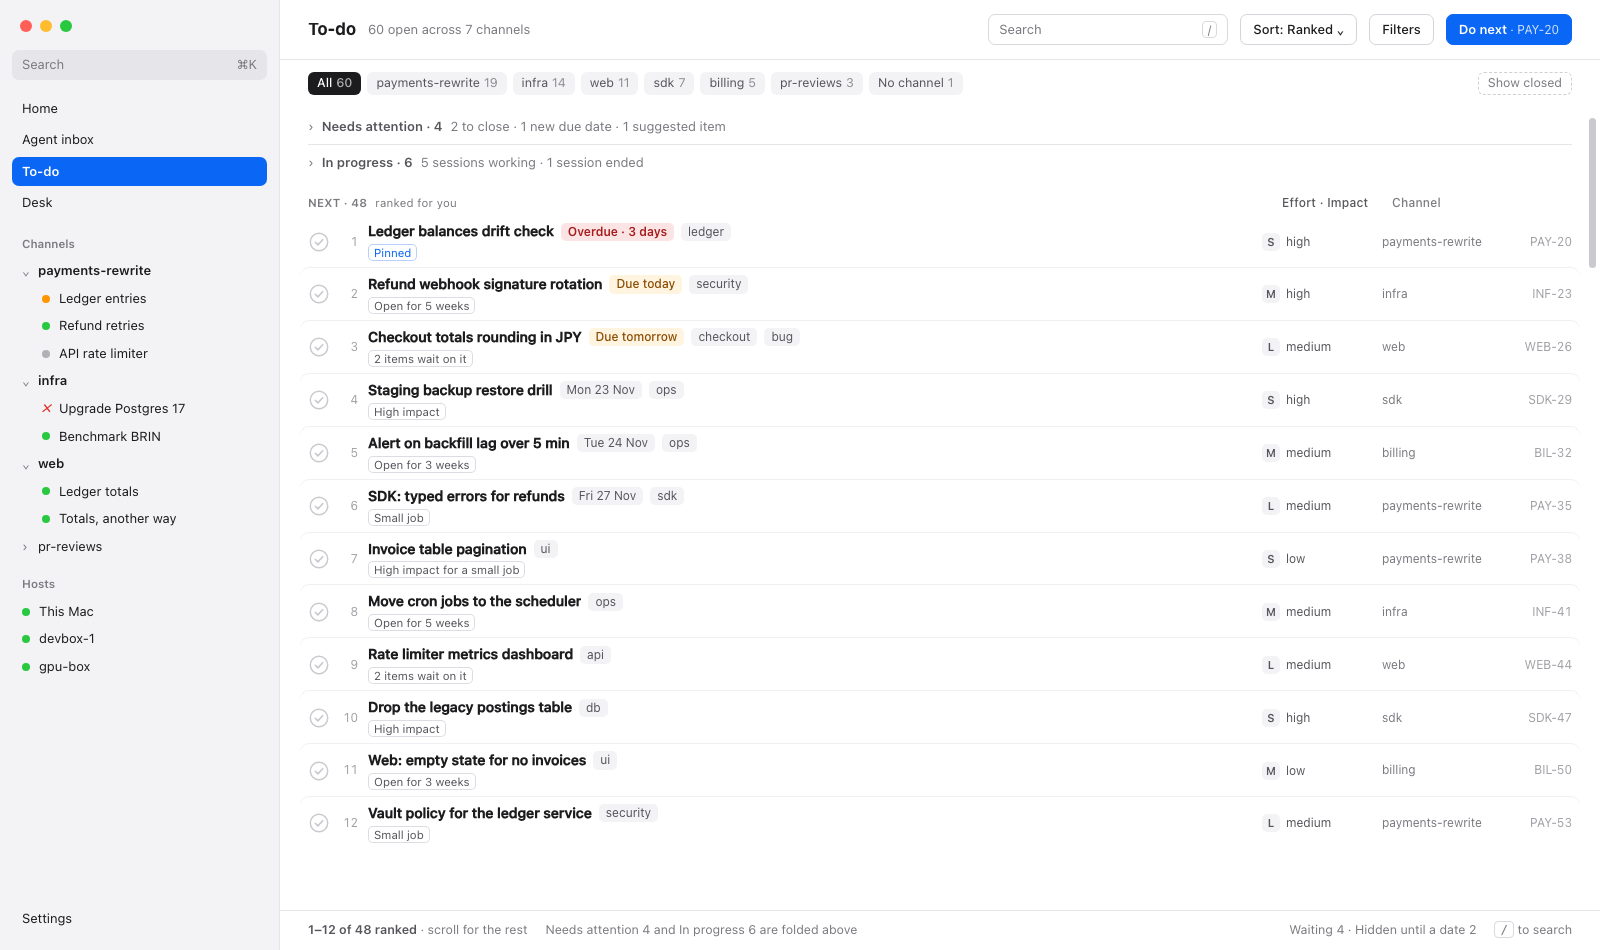 Search ⌘K
Home
Agent inbox
To-do
Desk
Channels
payments-rewrite
Ledger entries
Refund retries
API rate limiter
infra
Upgrade Postgres 17
Benchmark BRIN
web
Ledger totals
Totals, another way
pr-reviews
Hosts
This Mac
devbox-1
gpu-box
Settings
To-do 60 open across 7 channels
Search /
Sort: Ranked
Filters
Do next · PAY-20
All 60 payments-rewrite 19 infra 14 web 11 sdk 7 billing 5 pr-reviews 3 No channel 1
Show closed
Needs attention · 4 2 to close · 1 new due date · 1 suggested item
In progress · 6 5 sessions working · 1 session ended
NEXT · 48 ranked for you Effort · Impact Channel
1 Ledger balances drift check Overdue · 3 days ledger
Pinned
S high payments-rewrite PAY-20
2 Refund webhook signature rotation Due today security
Open for 5 weeks
M high infra INF-23
3 Checkout totals rounding in JPY Due tomorrow checkout bug
2 items wait on it
L medium web WEB-26
4 Staging backup restore drill Mon 23 Nov ops
High impact
S high sdk SDK-29
5 Alert on backfill lag over 5 min Tue 24 Nov ops
Open for 3 weeks
M medium billing BIL-32
6 SDK: typed errors for refunds Fri 27 Nov sdk
Small job
L medium payments-rewrite PAY-35
7 Invoice table pagination ui
High impact for a small job
S low payments-rewrite PAY-38
8 Move cron jobs to the scheduler ops
Open for 5 weeks
M medium infra INF-41
9 Rate limiter metrics dashboard api
2 items wait on it
L medium web WEB-44
10 Drop the legacy postings table db
High impact
S high sdk SDK-47
11 Web: empty state for no invoices ui
Open for 3 weeks
M low billing BIL-50
12 Vault policy for the ledger service security
Small job
L medium payments-rewrite PAY-53
1–12 of 48 ranked · scroll for the rest Needs attention 4 and In progress 6 are folded above
Waiting 4 · Hidden until a date 2 / to search